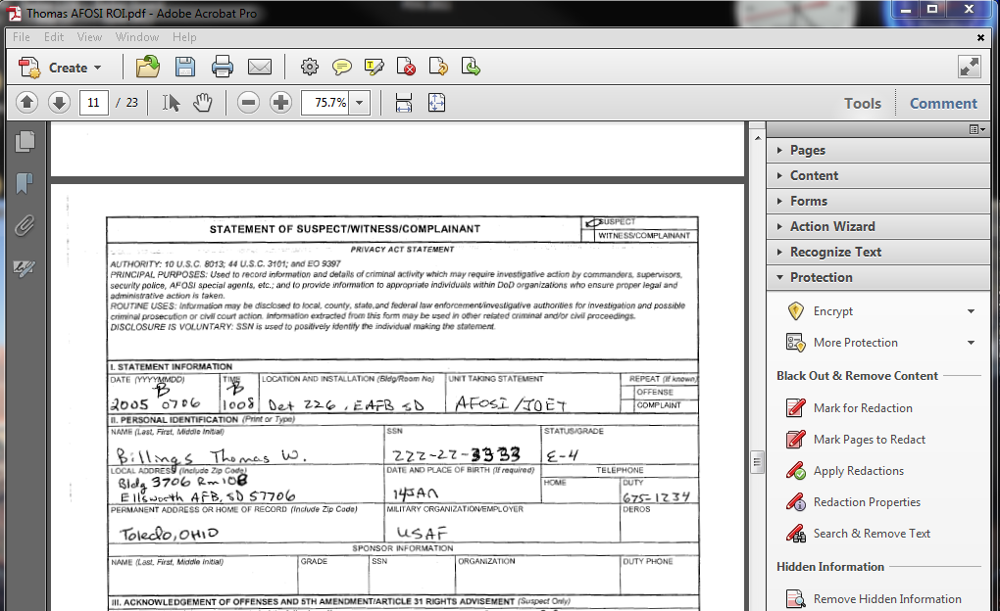 Thomas AFOSI ROI.pdf - Adobe Acrobat Pro
File Edit View Window Help
Create
11 / 23 75.7% Tools Comment
Pages
Content
Forms
Action Wizard
Recognize Text
Protection
Encrypt
More Protection
Black Out & Remove Content
Mark for Redaction
Mark Pages to Redact
Apply Redactions
Redaction Properties
Search & Remove Text
Hidden Information
Remove Hidden Information
STATEMENT OF SUSPECT/WITNESS/COMPLAINANT
SUSPECT
WITNESS/COMPLAINANT
PRIVACY ACT STATEMENT
AUTHORITY: 10 U.S.C. 8013; 44 U.S.C. 3101; and EO 9397
PRINCIPAL PURPOSES: Used to record information and details of criminal activity which may require investigative action by commanders, supervisors,
security police, AFOSI special agents, etc.; and to provide information to appropriate individuals within DoD organizations who ensure proper legal and
administrative action is taken.
ROUTINE USES: Information may be disclosed to local, county, state,and federal law enforcement/investigative authorities for investigation and possible
criminal prosecution or civil court action. Information extracted from this form may be used in other related criminal and/or civil proceedings.
DISCLOSURE IS VOLUNTARY: SSN is used to positively identify the individual making the statement.
I. STATEMENT INFORMATION
DATE (YYYYMMDD) TIME LOCATION AND INSTALLATION (Bldg/Room No) UNIT TAKING STATEMENT REPEAT (If known)
B B OFFENSE
2005 0706 1008 Det 226, EAFB SD AFOSI/JDET COMPLAINT
II. PERSONAL IDENTIFICATION (Print or Type)
NAME (Last, First, Middle Initial) SSN STATUS/GRADE
Billings Thomas W. 222-22-3333 E-4
LOCAL ADDRESS (Include Zip Code) DATE AND PLACE OF BIRTH (If required) TELEPHONE
Bldg 3706 Rm 108 HOME DUTY
Ellsworth AFB, SD 57706 14JAN 675-1234
PERMANENT ADDRESS OR HOME OF RECORD (Include Zip Code) MILITARY ORGANIZATION/EMPLOYER DEROS
Toledo, OHIO USAF
SPONSOR INFORMATION
NAME (Last, First, Middle Initial) GRADE SSN ORGANIZATION DUTY PHONE
III. ACKNOWLEDGEMENT OF OFFENSES AND 5TH AMENDMENT/ARTICLE 31 RIGHTS ADVISEMENT (Suspect Only)